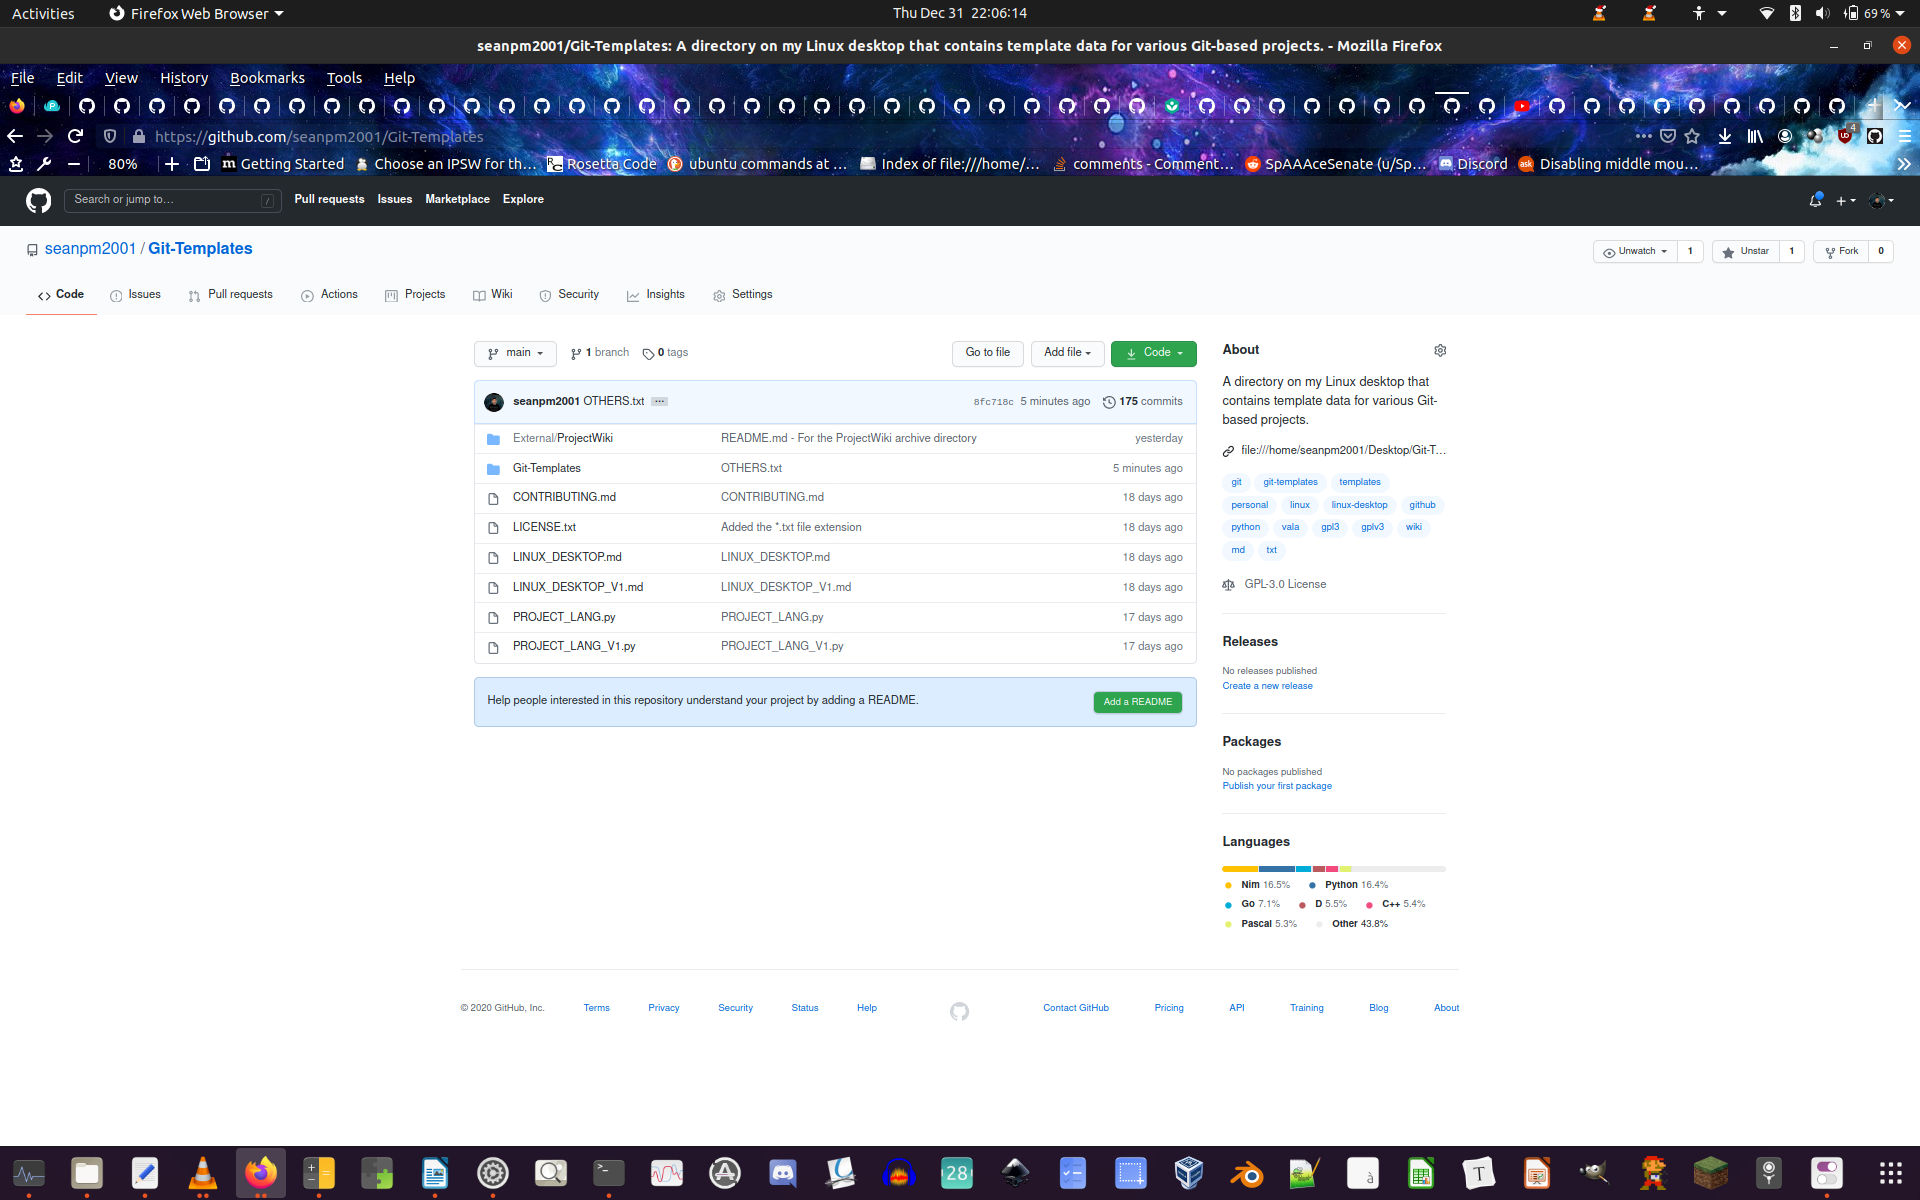 Activities Firefox Web Browser Thu Dec 31 22:06:14 69 %
seanpm2001/Git-Templates: A directory on my Linux desktop that contains template data for various Git-based projects. - Mozilla Firefox
File Edit View History Bookmarks Tools Help
https://github.com/seanpm2001/Git-Templates 4
80% Getting Started Choose an IPSW for th… Rosetta Code ubuntu commands at … Index of file:///home/… comments - Comment… SpAAAceSenate (u/Sp… Discord Disabling middle mou…
Search or jump to… / Pull requests Issues Marketplace Explore
seanpm2001 / Git-Templates Unwatch 1 Unstar 1 Fork 0
Code Issues Pull requests Actions Projects Wiki Security Insights Settings
main 1 branch 0 tags Go to file Add file Code
seanpm2001 OTHERS.txt 8fc718c 5 minutes ago 175 commits
External/ProjectWiki README.md - For the ProjectWiki archive directory yesterday
Git-Templates OTHERS.txt 5 minutes ago
CONTRIBUTING.md CONTRIBUTING.md 18 days ago
LICENSE.txt Added the *.txt file extension 18 days ago
LINUX_DESKTOP.md LINUX_DESKTOP.md 18 days ago
LINUX_DESKTOP_V1.md LINUX_DESKTOP_V1.md 18 days ago
PROJECT_LANG.py PROJECT_LANG.py 17 days ago
PROJECT_LANG_V1.py PROJECT_LANG_V1.py 17 days ago
Help people interested in this repository understand your project by adding a README. Add a README
About
A directory on my Linux desktop that
contains template data for various Git-
based projects.
file:///home/seanpm2001/Desktop/Git-T…
git git-templates templates
personal linux linux-desktop github
python vala gpl3 gplv3 wiki
md txt
GPL-3.0 License
Releases
No releases published
Create a new release
Packages
No packages published
Publish your first package
Languages
Nim 16.5% Python 16.4%
Go 7.1% D 5.5% C++ 5.4%
Pascal 5.3% Other 43.8%
© 2020 GitHub, Inc. Terms Privacy Security Status Help Contact GitHub Pricing API Training Blog About
28